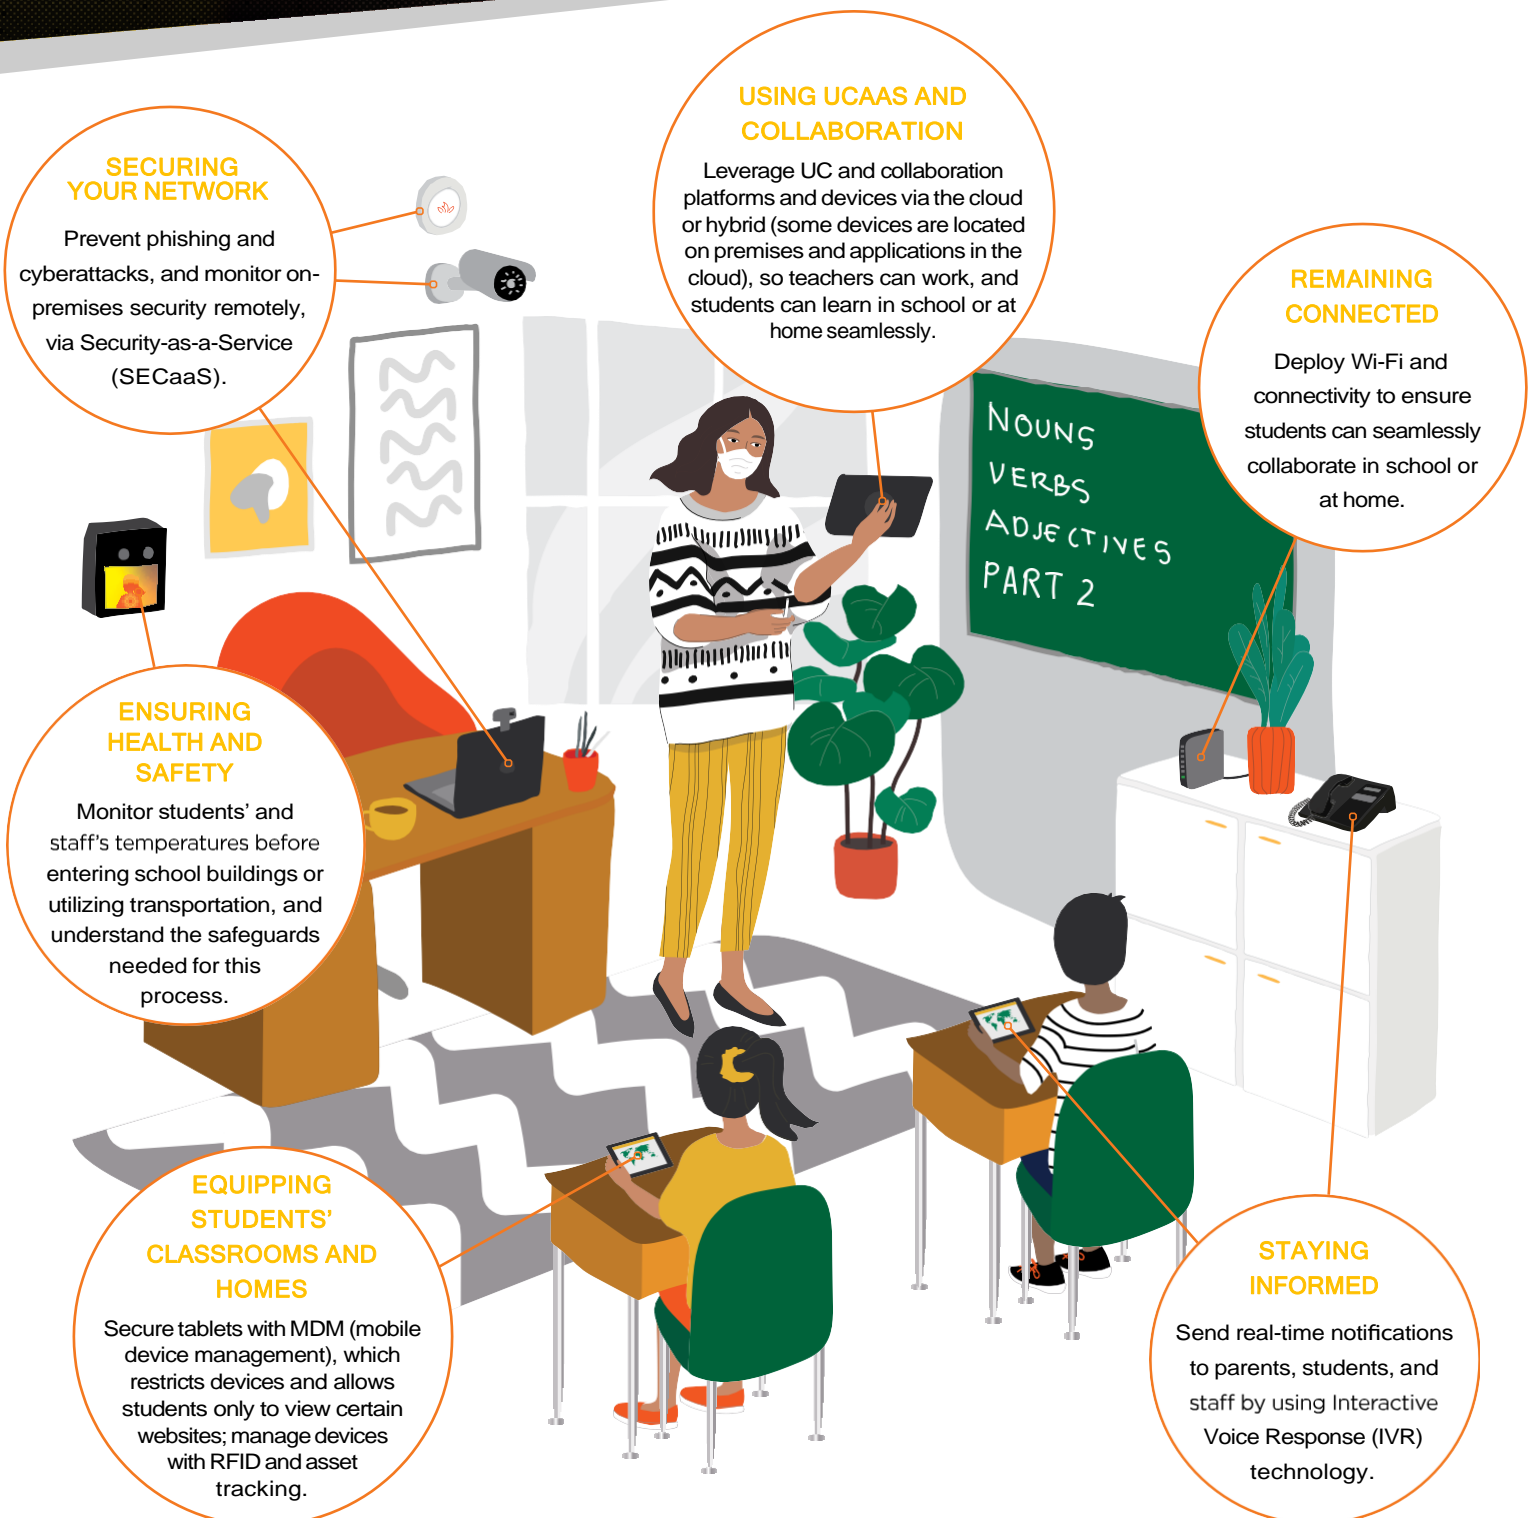 USING UCAAS AND
COLLABORATION
Leverage UC and collaboration
platforms and devices via the cloud
or hybrid (some devices are located
on premises and applications in the
cloud), so teachers can work, and
students can learn in school or at
home seamlessly.
SECURING
YOUR NETWORK
Prevent phishing and
cyberattacks, and monitor on-
premises security remotely,
via Security-as-a-Service
(SECaaS).
REMAINING
CONNECTED
Deploy Wi-Fi and
connectivity to ensure
students can seamlessly
collaborate in school or
at home.
NOUNS
VERBS
ADJECTIVES
PART 2
ENSURING
HEALTH AND
SAFETY
Monitor students’ and
staff’s temperatures before
entering school buildings or
utilizing transportation, and
understand the safeguards
needed for this
process.
EQUIPPING
STUDENTS’
CLASSROOMS AND
HOMES
Secure tablets with MDM (mobile
device management), which
restricts devices and allows
students only to view certain
websites; manage devices
with RFID and asset
tracking.
STAYING
INFORMED
Send real-time notifications
to parents, students, and
staff by using Interactive
Voice Response (IVR)
technology.